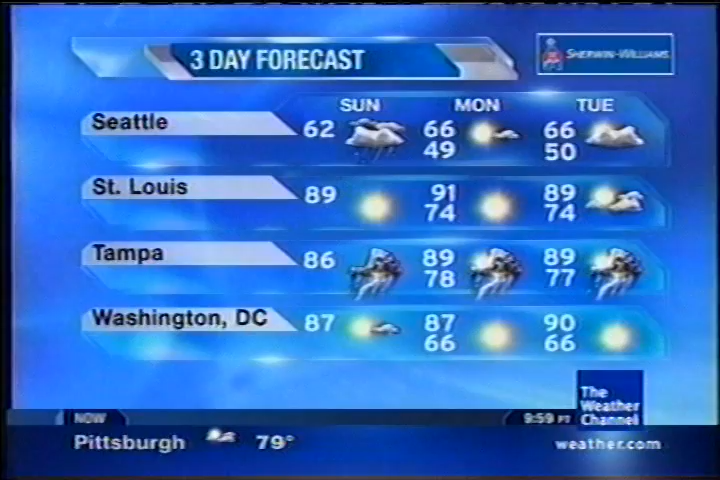 3 DAY FORECAST
SHERWIN-WILLIAMS
SUN MON TUE
Seattle 62 66 66
49 50
St. Louis 89 91 89
74 74
Tampa 86 89 89
78 77
Washington, DC 87 87 90
66 66
NOW
9:59 PT
The
Weather
Channel
Pittsburgh 79°
weather.com